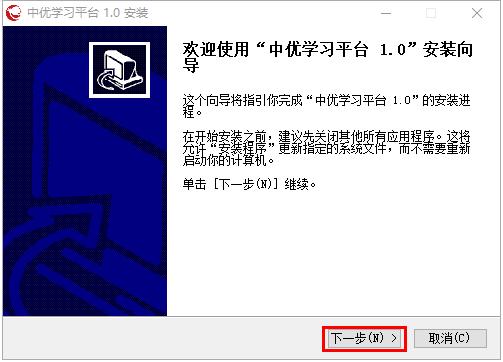 中优学习平台 1.0 安装
欢迎使用“中优学习平台 1.0”安装向
导
这个向导将指引你完成“中优学习平台 1.0”的安装进
程。
在开始安装之前，建议先关闭其他所有应用程序。这将
允许“安装程序”更新指定的系统文件，而不需要重新
启动你的计算机。
单击 [下一步(N)] 继续。
下一步(N) >
取消(C)